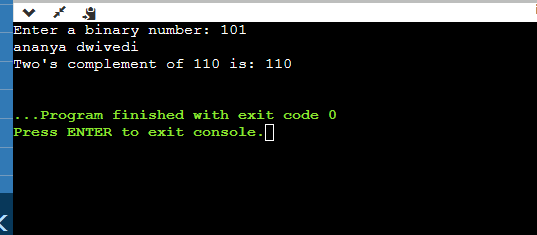 Enter a binary number: 101
ananya dwivedi
Two's complement of 110 is: 110
...Program finished with exit code 0
Press ENTER to exit console.